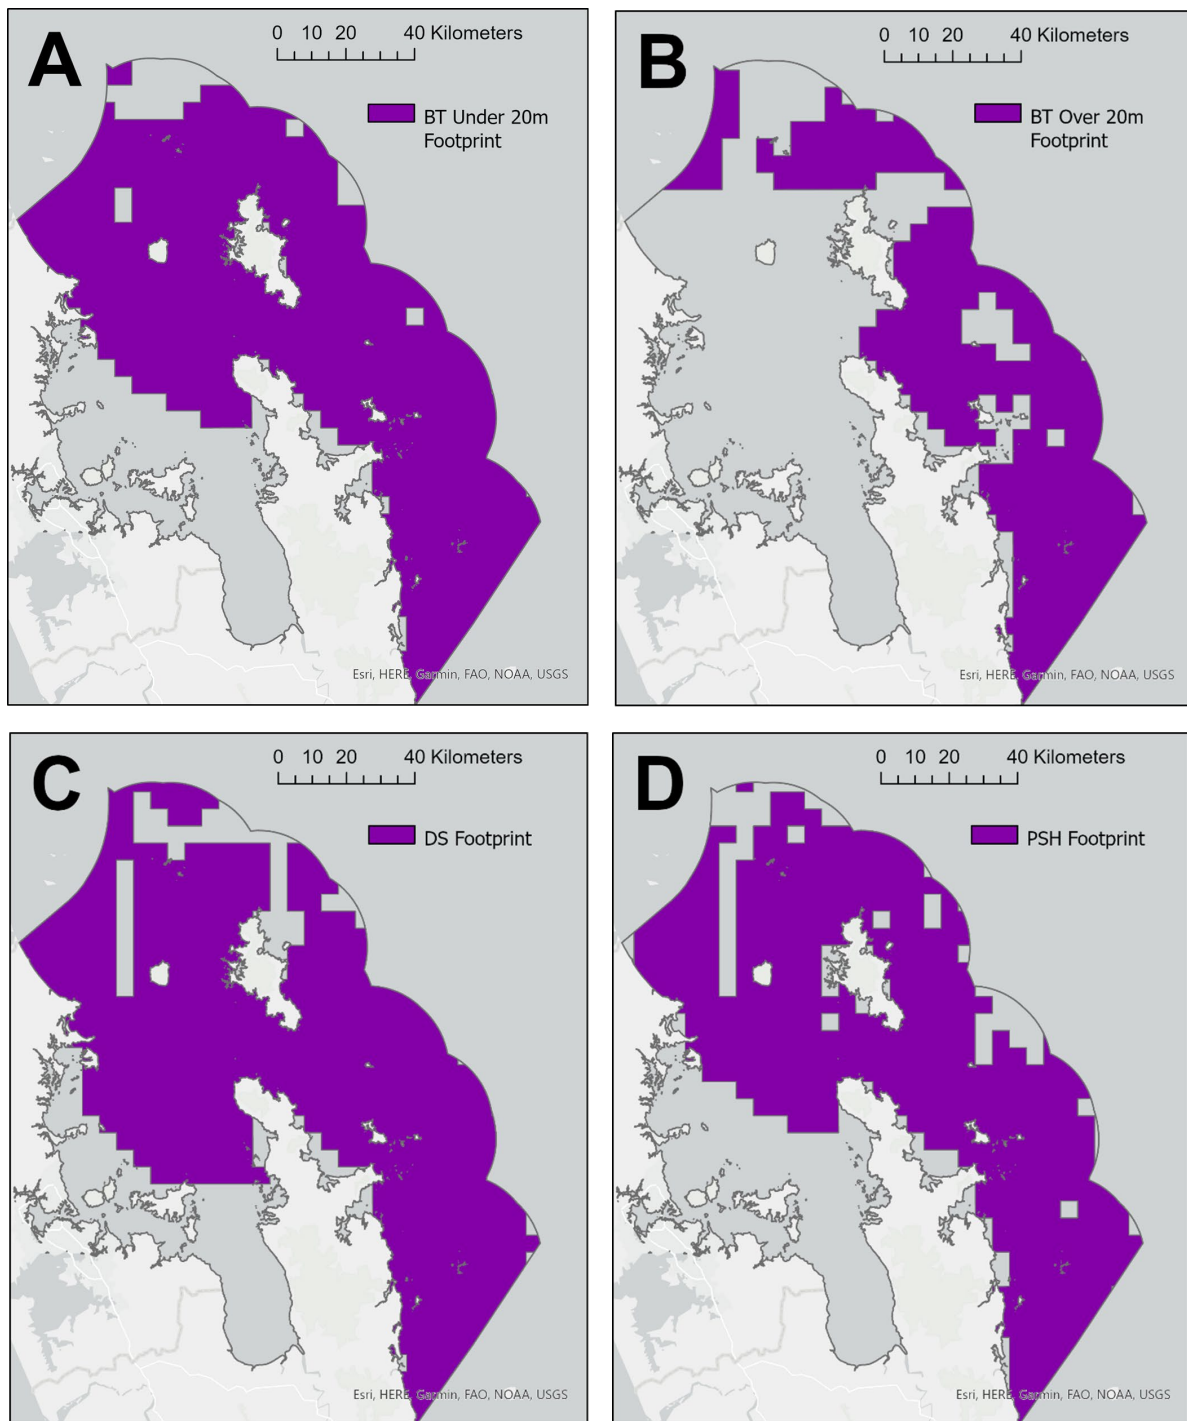 A
0 10 20 40 Kilometers
BT Under 20m
Footprint
Esri, HERE, Garmin, FAO, NOAA, USGS
B
0 10 20 40 Kilometers
BT Over 20m
Footprint
Esri, HERE, Garmin, FAO, NOAA, USGS
C
0 10 20 40 Kilometers
DS Footprint
Esri, HERE, Garmin, FAO, NOAA, USGS
D
0 10 20 40 Kilometers
PSH Footprint
Esri, HERE, Garmin, FAO, NOAA, USGS